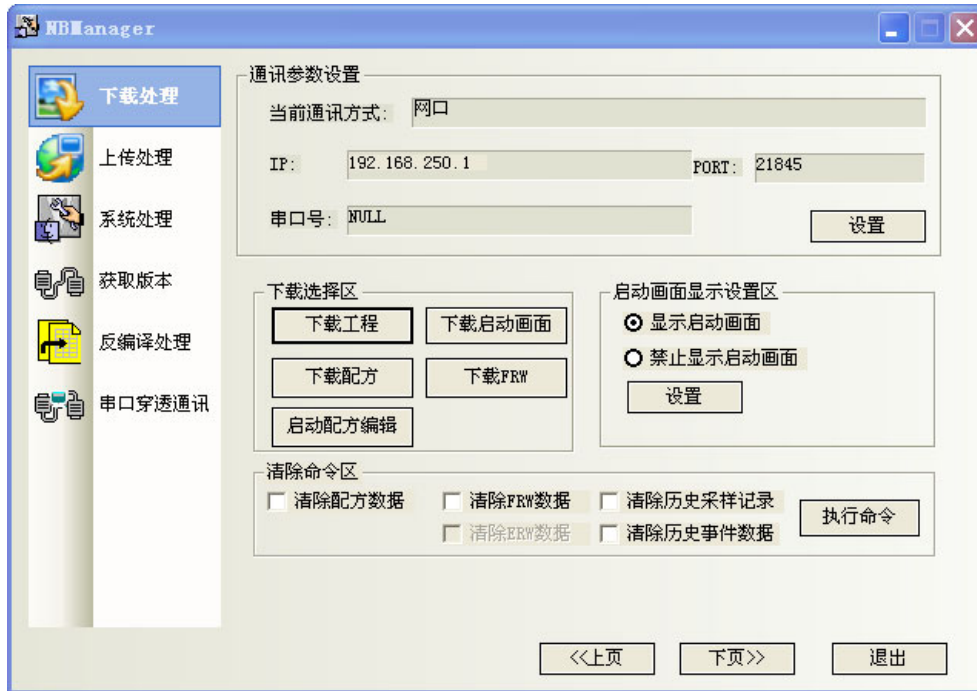 NBManager
下载处理
上传处理
系统处理
获取版本
反编译处理
串口穿透通讯
通讯参数设置
当前通讯方式: 网口
IP: 192.168.250.1 PORT: 21845
串口号: NULL 设置
下载选择区
下载工程 下载启动画面
下载配方 下载FRW
启动配方编辑
启动画面显示设置区
显示启动画面
禁止显示启动画面
设置
清除命令区
清除配方数据 清除FRW数据 清除历史采样记录
清除ERW数据 清除历史事件数据
执行命令
<<上页 下页>> 退出